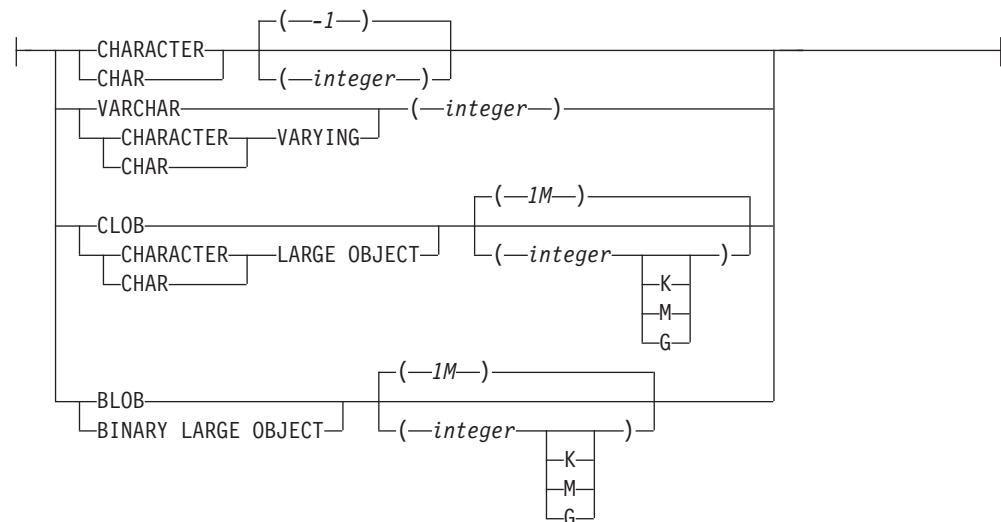 ( -1 )
CHARACTER
CHAR ( integer )
VARCHAR ( integer )
CHARACTER VARYING
CHAR
( 1M )
CLOB
CHARACTER LARGE OBJECT ( integer )
CHAR K
M
G
( 1M )
BLOB
BINARY LARGE OBJECT ( integer )
K
M
G